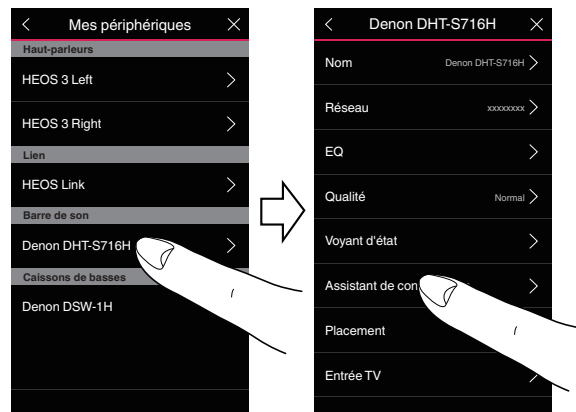 Mes périphériques
Haut-parleurs
HEOS 3 Left
HEOS 3 Right
Lien
HEOS Link
Barre de son
Denon DHT-S716H
Caissons de basses
Denon DSW-1H
Denon DHT-S716H
Nom Denon DHT-S716H
Réseau xxxxxxxx
EQ
Qualité Normal
Voyant d'état
Assistant de con
Placement
Entrée TV